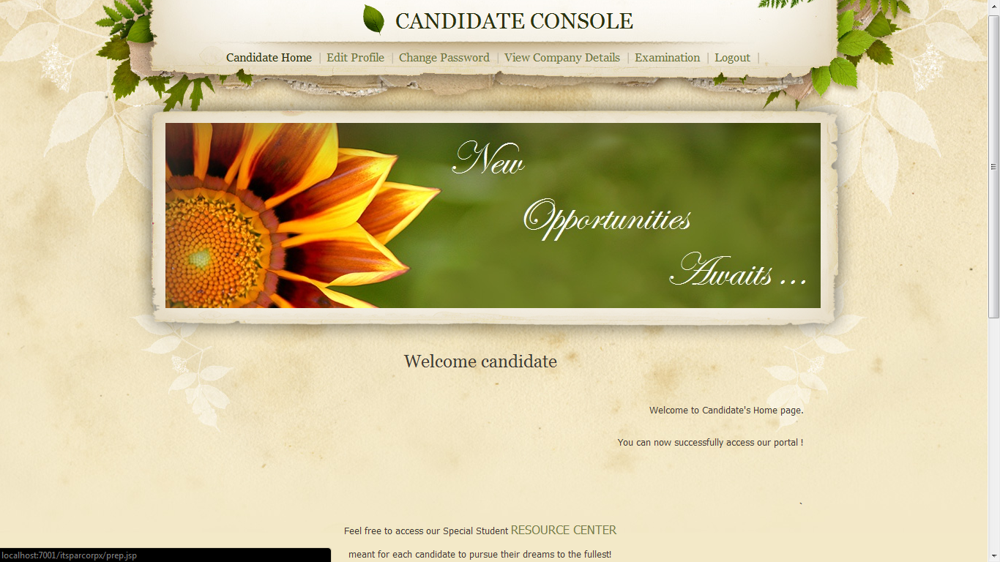 CANDIDATE CONSOLE
Candidate Home | Edit Profile | Change Password | View Company Details | Examination | Logout |
New
Opportunities
Awaits ...
Welcome candidate
Welcome to Candidate's Home page.
You can now successfully access our portal !
`
Feel free to access our Special Student RESOURCE CENTER
meant for each candidate to pursue their dreams to the fullest!
localhost:7001/itsparcorpx/prep.jsp